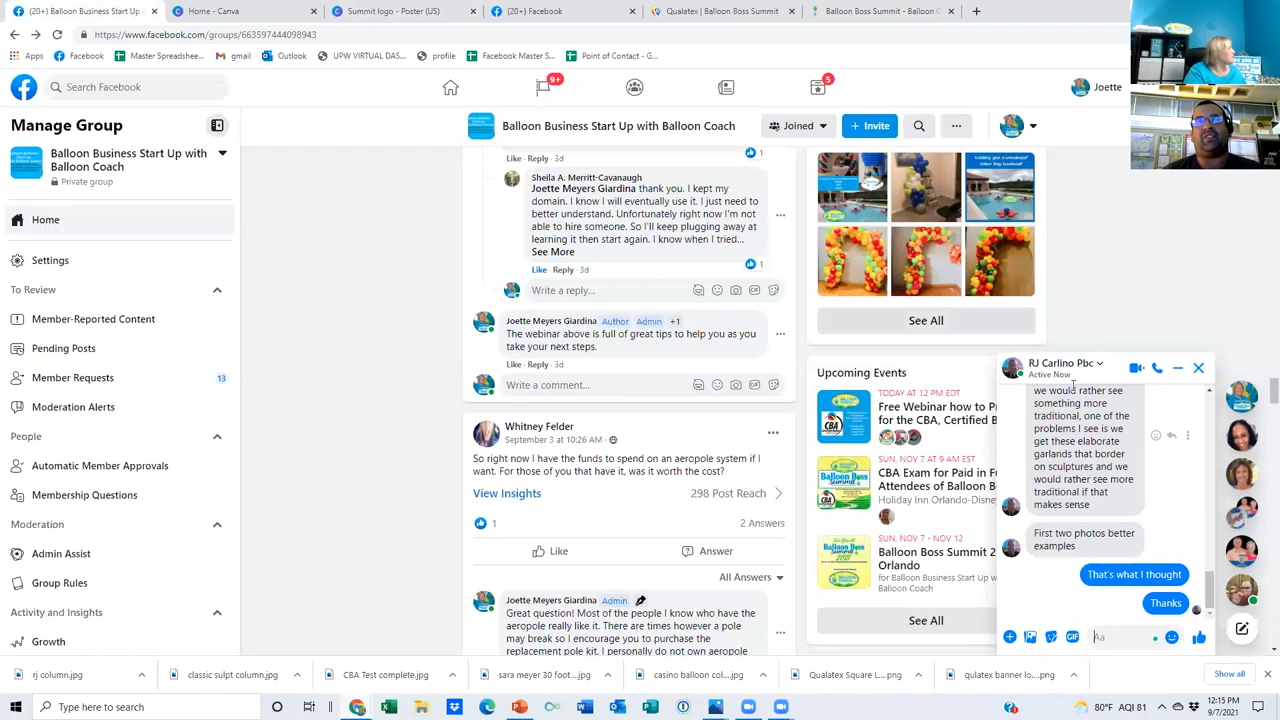 (20+) Balloon Business Start Up
Home - Canva
Summit logo - Poster (US)
(20+) Facebook
Qualatex | Balloon Boss Summit
Balloon Boss Summit - Balloon C
https://www.facebook.com/groups/663597444098943
Apps
Facebook
Master Spreadshee...
gmail
Outlook
UPW VIRTUAL DAS...
profile
Facebook Master S...
Point of Contact - G...
Search Facebook
9+
5
Joette
Manage Group
Balloon Business Start Up with
Balloon Coach
Private group
Home
Settings
To Review
Member-Reported Content
Pending Posts
Member Requests
13
Moderation Alerts
People
Automatic Member Approvals
Membership Questions
Moderation
Admin Assist
Group Rules
Activity and Insights
Growth
Balloon Business Start Up with Balloon Coach
Joined
+ Invite
Like · Reply · 3d
1
Sheila A. Merritt-Cavanaugh
Joette Meyers Giardina thank you. I kept my
domain. I know I will eventually use it. I just need to
better understand. Unfortunately right now I'm not
able to hire someone. So I'll keep plugging away at
learning it then start again. I know when I tried...
See More
1
Like · Reply · 3d
Write a reply...
Joette Meyers Giardina Author Admin +1
The webinar above is full of great tips to help you as you
take your next steps.
Like · Reply · 3d
Write a comment...
Whitney Felder
September 3 at 10:26 AM
So right now I have the funds to spend on an aeropole system if I
want. For those of you that have it, was it worth the cost?
View Insights
298 Post Reach
1
2 Answers
Like
Answer
All Answers
Joette Meyers Giardina Admin
Great question! Most of the people I know who have the
aeropole really like it. There are times however a pole
may break so I encourage you to purchase the
replacement pole kit. I personally do not own aeropole
See All
Upcoming Events
TODAY AT 12 PM EDT
Free Webinar how to Pr
for the CBA, Certified B
SUN, NOV 7 AT 9 AM EST
CBA Exam for Paid in Fu
Attendees of Balloon B
Holiday Inn Orlando-Disne
SUN, NOV 7 - NOV 12
Balloon Boss Summit 2
Orlando
for Balloon Business Start Up w
Balloon Coach
See All
RJ Carlino Pbc
Active Now
we would rather see
something more
traditional, one of the
problems I see is we
get these elaborate
garlands that border
on sculptures and we
would rather see more
traditional if that
makes sense
First two photos better
examples
That's what I thought
Thanks
Aa
GIF
rj column.jpg
classic sculpt column.jpg
CBA Test complete.jpg
casino balloon col....jpg
Qualatex Square L....png
Show all
Type here to search
80°F AQI 81
12:15 PM
9/7/2021